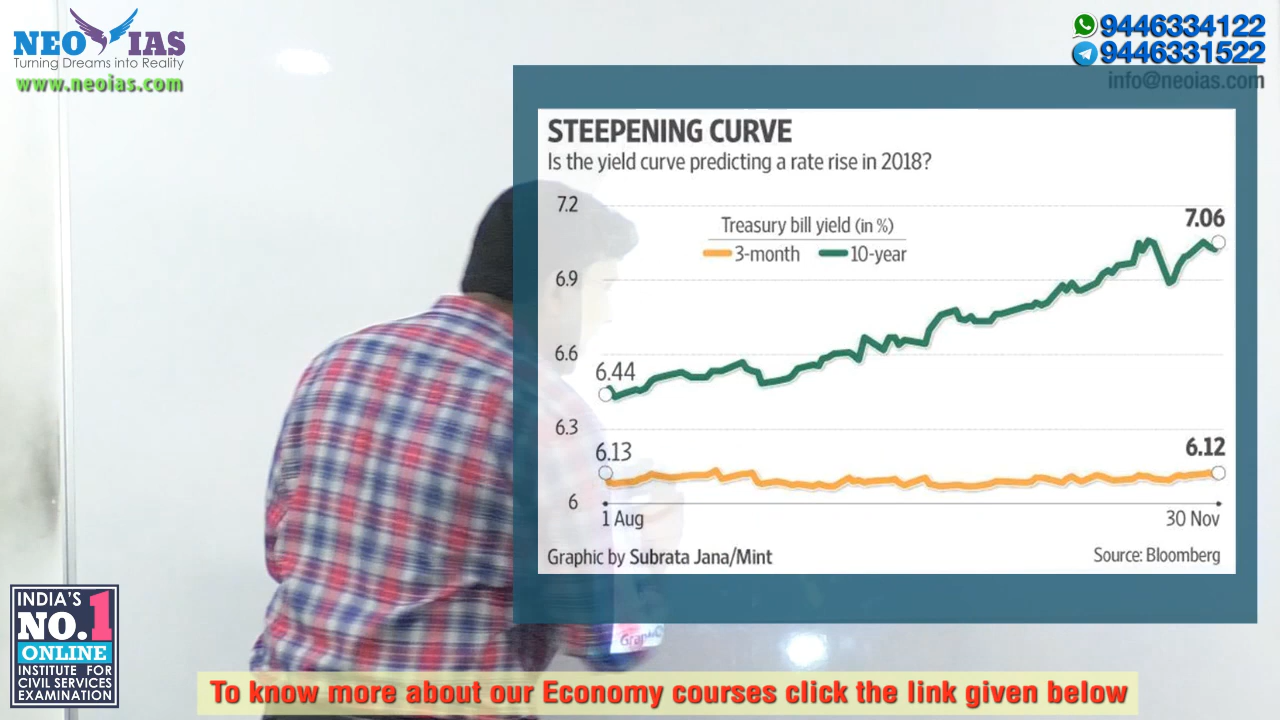 NEO IAS
Turning Dreams into Reality
www.neoias.com
9446334122
9446331522
info@neoias.com
STEEPENING CURVE
Is the yield curve predicting a rate rise in 2018?
7.2
7.06
Treasury bill yield (in %)
3-month 10-year
6.9
6.6
6.44
6.3
6.13
6.12
6
1 Aug 30 Nov
Graphic by Subrata Jana/Mint Source: Bloomberg
INDIA'S
NO.1
ONLINE
INSTITUTE FOR
CIVIL SERVICES
EXAMINATION
To know more about our Economy courses click the link given below